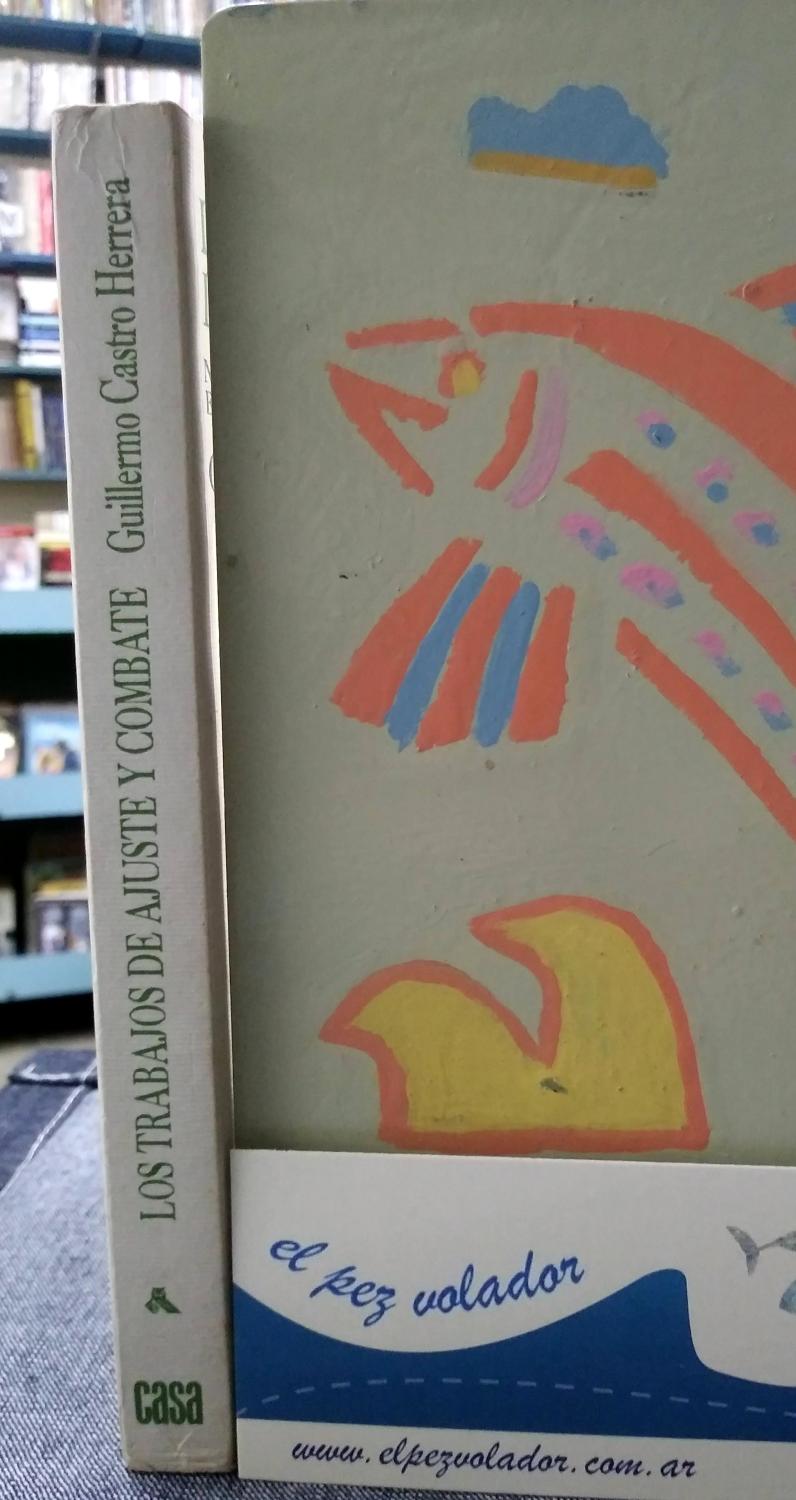 LOS TRABAJOS DE AJUSTE Y COMBATE Guillermo Castro Herrera
casa
el pez volador
www.elpezvolador.com.ar